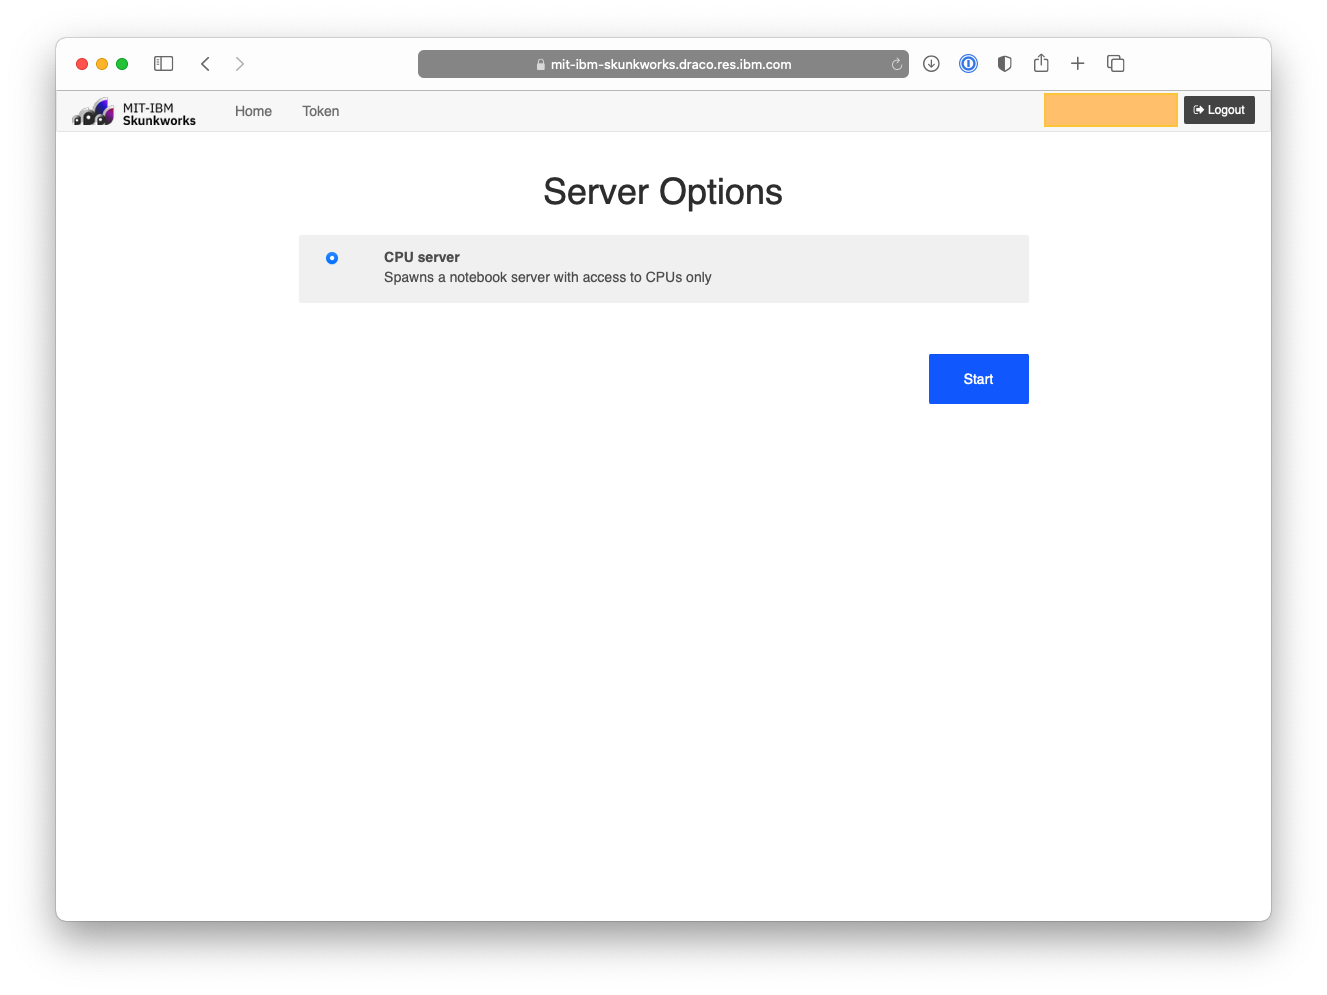 mit-ibm-skunkworks.draco.res.ibm.com
MIT-IBM
Skunkworks
Home
Token
Logout
Server Options
CPU server
Spawns a notebook server with access to CPUs only
Start